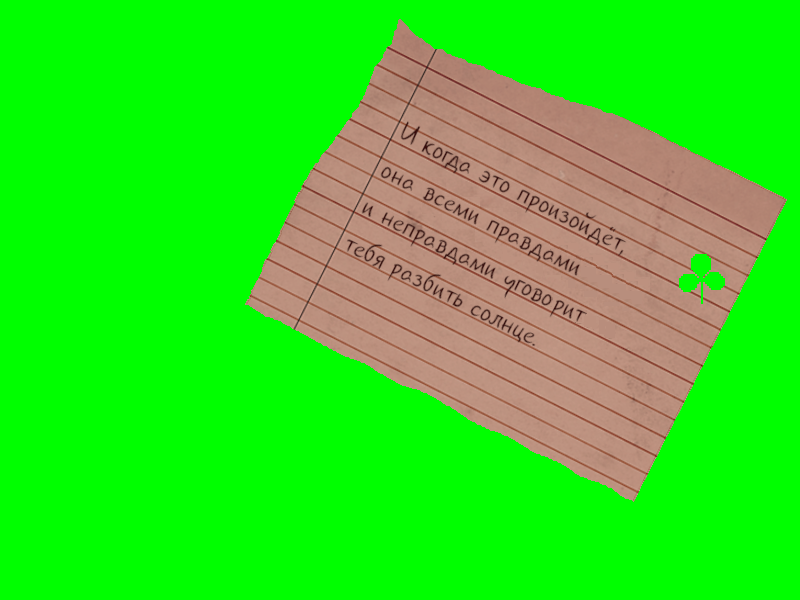 И когда это произойдёт,
она всеми правдами
и неправдами уговорит
тебя разбить солнце.